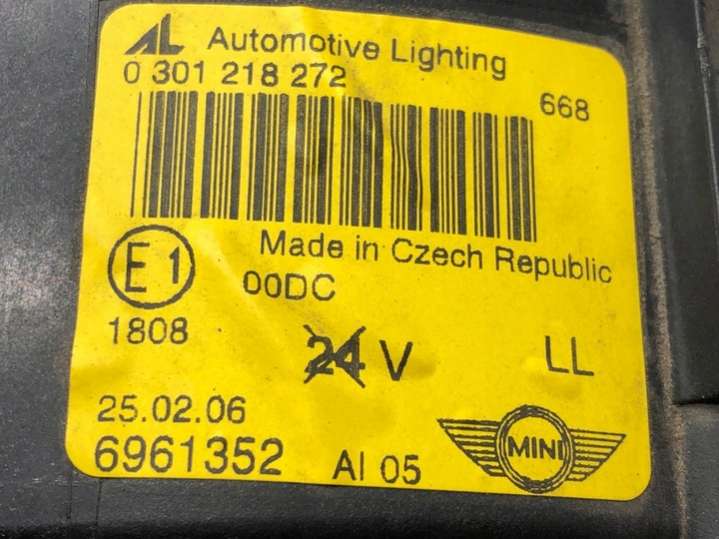 AL Automotive Lighting
0 301 218 272
668
Made in Czech Republic
E1
00DC
1808
24 V
LL
25.02.06
6961352
AI 05
MINI